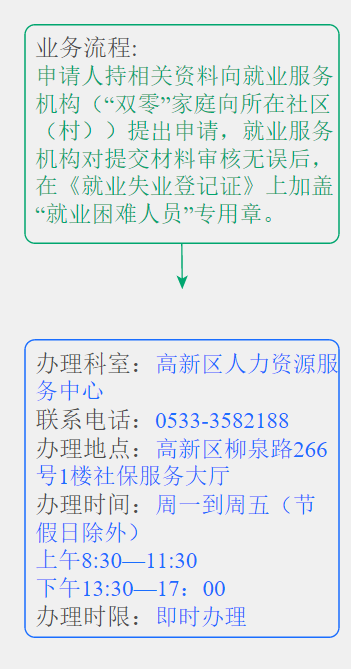 业务流程:
申请人持相关资料向就业服务
机构（“双零”家庭向所在社区
（村））提出申请，就业服务
机构对提交材料审核无误后，
在《就业失业登记证》上加盖
“就业困难人员”专用章。
办理科室：高新区人力资源服
务中心
联系电话：0533-3582188
办理地点：高新区柳泉路266
号1楼社保服务大厅
办理时间：周一到周五（节
假日除外）
上午8:30—11:30
下午13:30—17：00
办理时限：即时办理